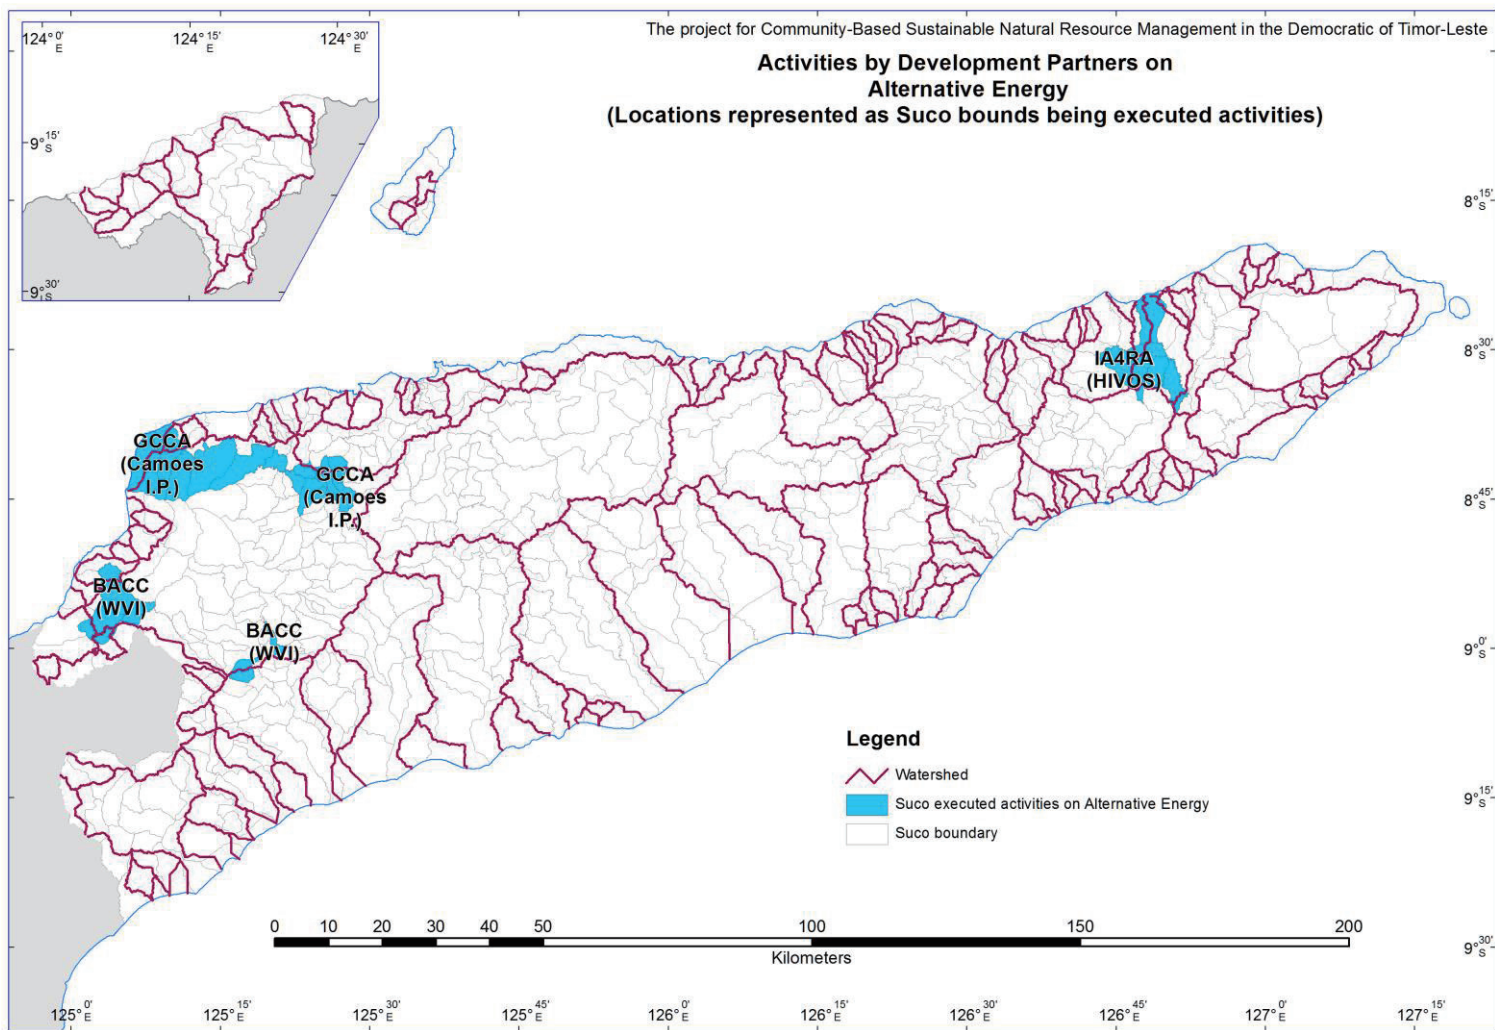 The project for Community-Based Sustainable Natural Resource Management in the Democratic of Timor-Leste
Activities by Development Partners on
Alternative Energy
(Locations represented as Suco bounds being executed activities)
124° 0' E
124° 15' E
124° 30' E
9° 15' S
9° 30' S
8° 15' S
8° 30' S
8° 45' S
9° 0' S
9° 15' S
9° 30' S
IA4RA
(HIVOS)
GCCA
(Camoes
I.P.)
GCCA
(Camoes
I.P.)
BACC
(WVI)
BACC
(WVI)
Legend
Watershed
Suco executed activities on Alternative Energy
Suco boundary
0 10 20 30 40 50 100 150 200
Kilometers
125° 0' E
125° 15' E
125° 30' E
125° 45' E
126° 0' E
126° 15' E
126° 30' E
126° 45' E
127° 0' E
127° 15' E